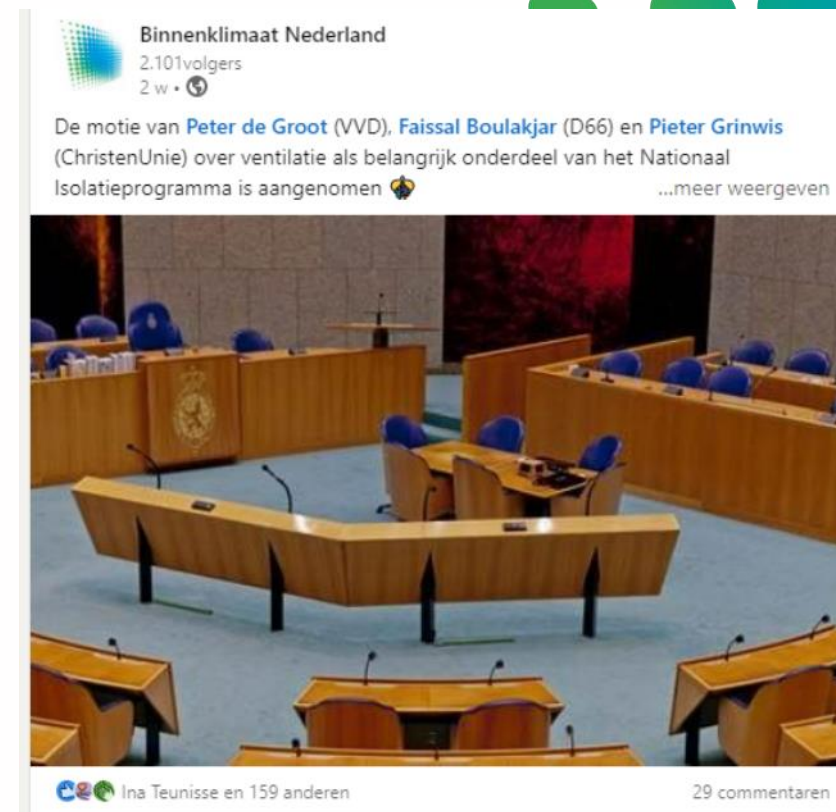 Binnenklimaat Nederland
2.101volgers
2 w •
De motie van Peter de Groot (VVD), Faissal Boulakjar (D66) en Pieter Grinwis
(ChristenUnie) over ventilatie als belangrijk onderdeel van het Nationaal
Isolatieprogramma is aangenomen
...meer weergeven
Ina Teunisse en 159 anderen
29 commentaren